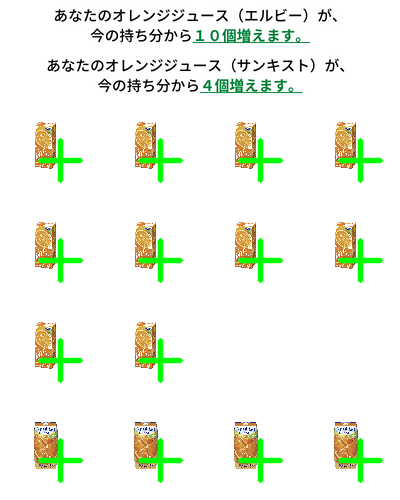 あなたのオレンジジュース（エルビー）が、
今の持ち分から１０個増えます。
あなたのオレンジジュース（サンキスト）が、
今の持ち分から４個増えます。